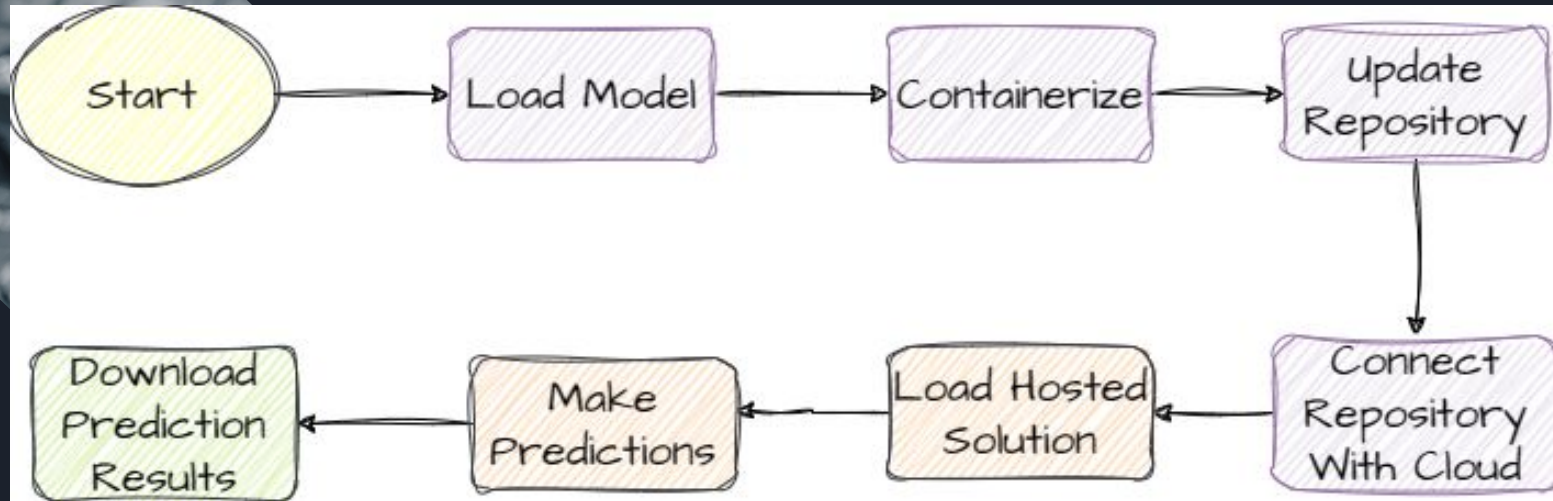 Start
Load Model
Containerize
Update
Repository
Connect
Repository
With Cloud
Load Hosted
Solution
Make
Predictions
Download
Prediction
Results